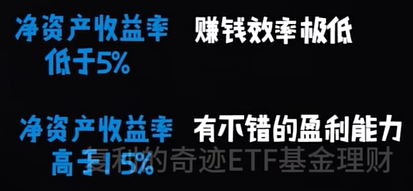 净资产收益率 赚钱效率极低
低于5%
净资产收益率 有不错的盈利能力
高于15%
复利的奇迹ETF基金理财